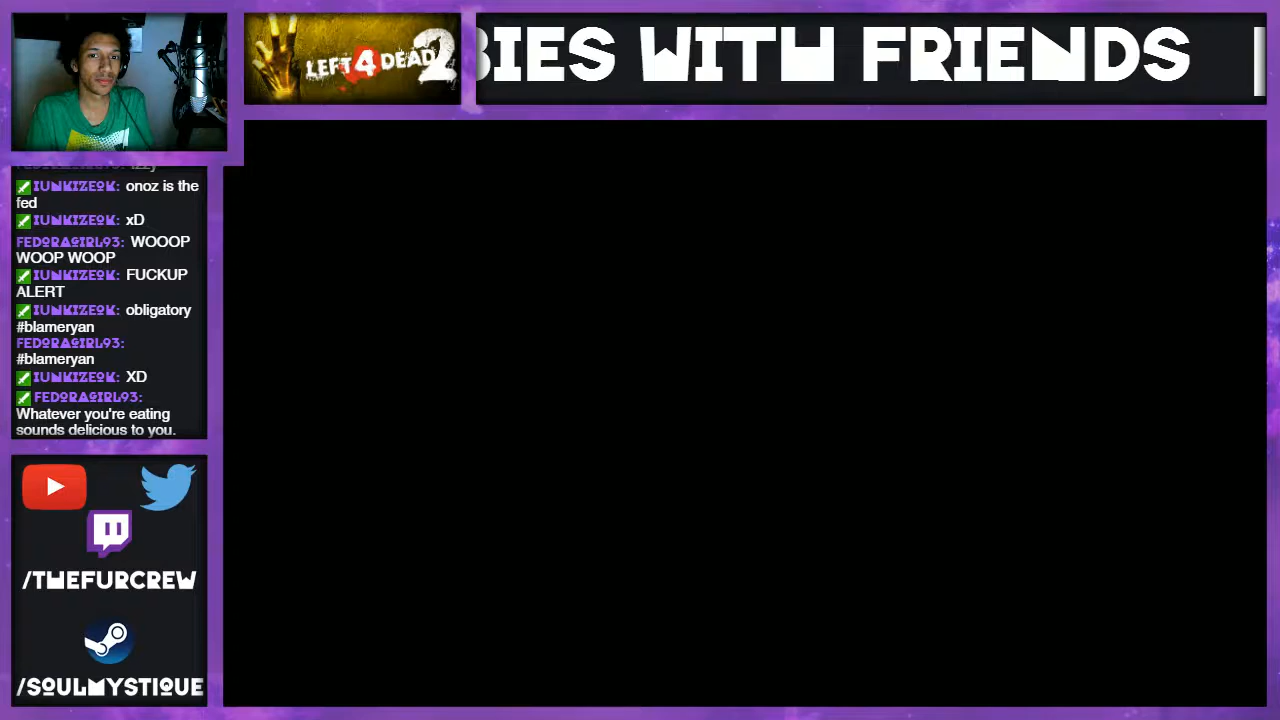 LEFT 4 DEAD 2
BIES WITH FRIENDS
IUNKIZEOK: onoz is the
fed
IUNKIZEOK: xD
FEDORAGIRL93: WOOOP
WOOP WOOP
IUNKIZEOK: FUCKUP
ALERT
IUNKIZEOK: obligatory
#blameryan
FEDORAGIRL93:
#blameryan
IUNKIZEOK: XD
FEDORAGIRL93:
Whatever you're eating
sounds delicious to you.
/THEFURCREW
/SOULMYSTIQUE